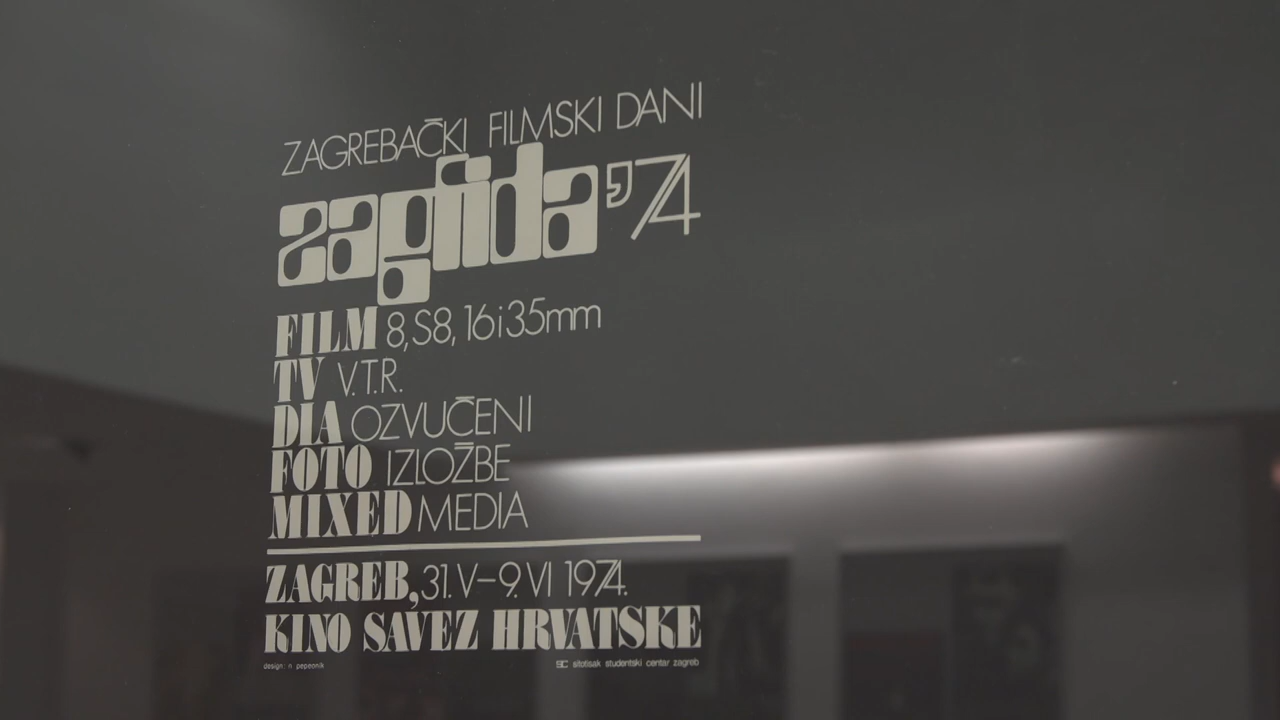 ZAGREBAČKI FILMSKI DANI
zagfida '74
FILM 8, S8, 16 i 35mm
TV V.T.R.
DIA OZVUČENI
FOTO IZLOŽBE
MIXED MEDIA
ZAGREB, 31. V–9. VI 1974.
KINO SAVEZ HRVATSKE
design: n pepeonik
SC sitotisak studentski centar zagreb